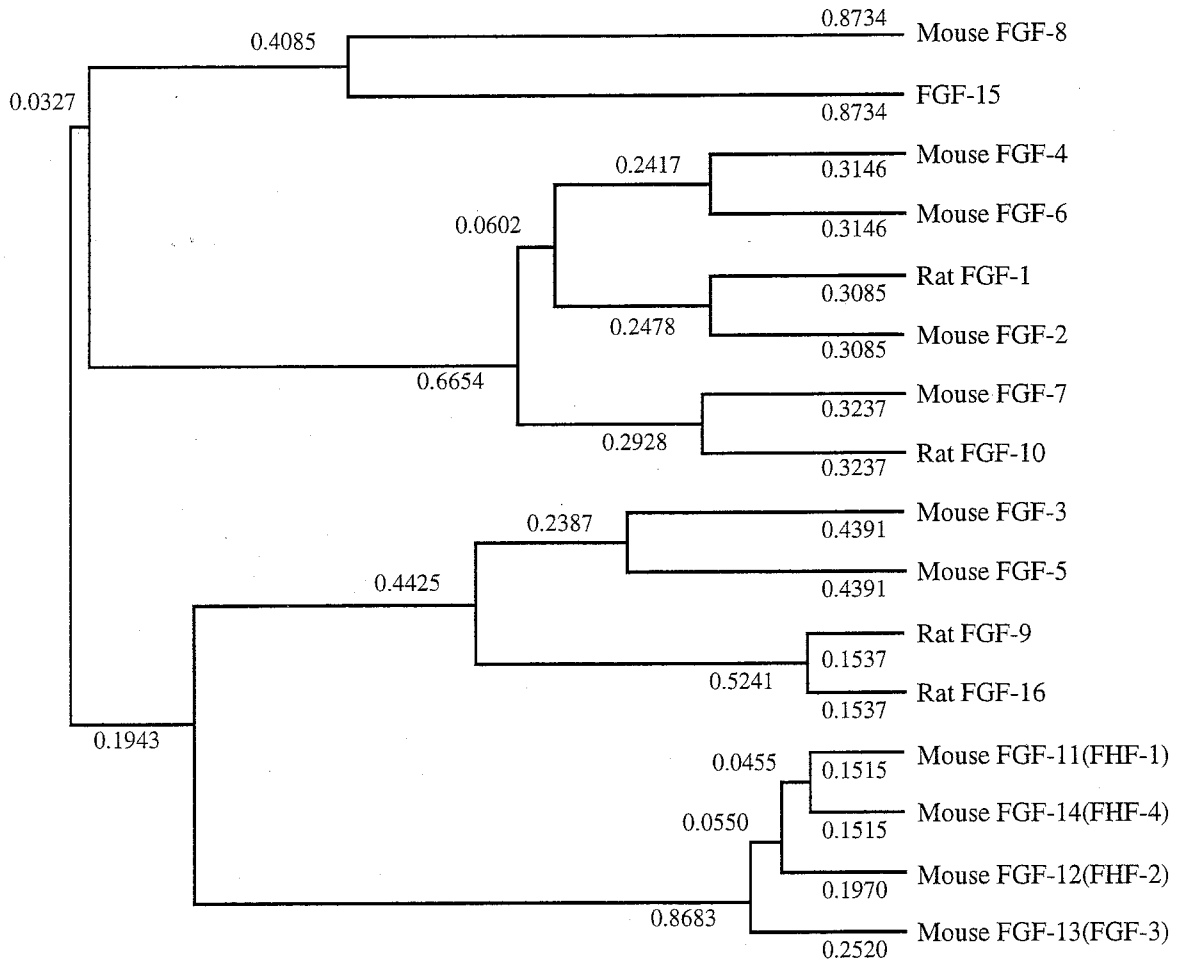 0.8734
Mouse FGF-8
0.4085
0.0327
FGF-15
0.8734
Mouse FGF-4
0.2417
0.3146
0.0602
Mouse FGF-6
0.3146
Rat FGF-1
0.3085
0.2478
Mouse FGF-2
0.3085
0.6654
Mouse FGF-7
0.3237
0.2928
Rat FGF-10
0.3237
Mouse FGF-3
0.2387
0.4391
0.4425
Mouse FGF-5
0.4391
Rat FGF-9
0.1537
0.5241
Rat FGF-16
0.1537
0.1943
Mouse FGF-11(FHF-1)
0.0455
0.1515
Mouse FGF-14(FHF-4)
0.0550
0.1515
Mouse FGF-12(FHF-2)
0.1970
0.8683
Mouse FGF-13(FGF-3)
0.2520